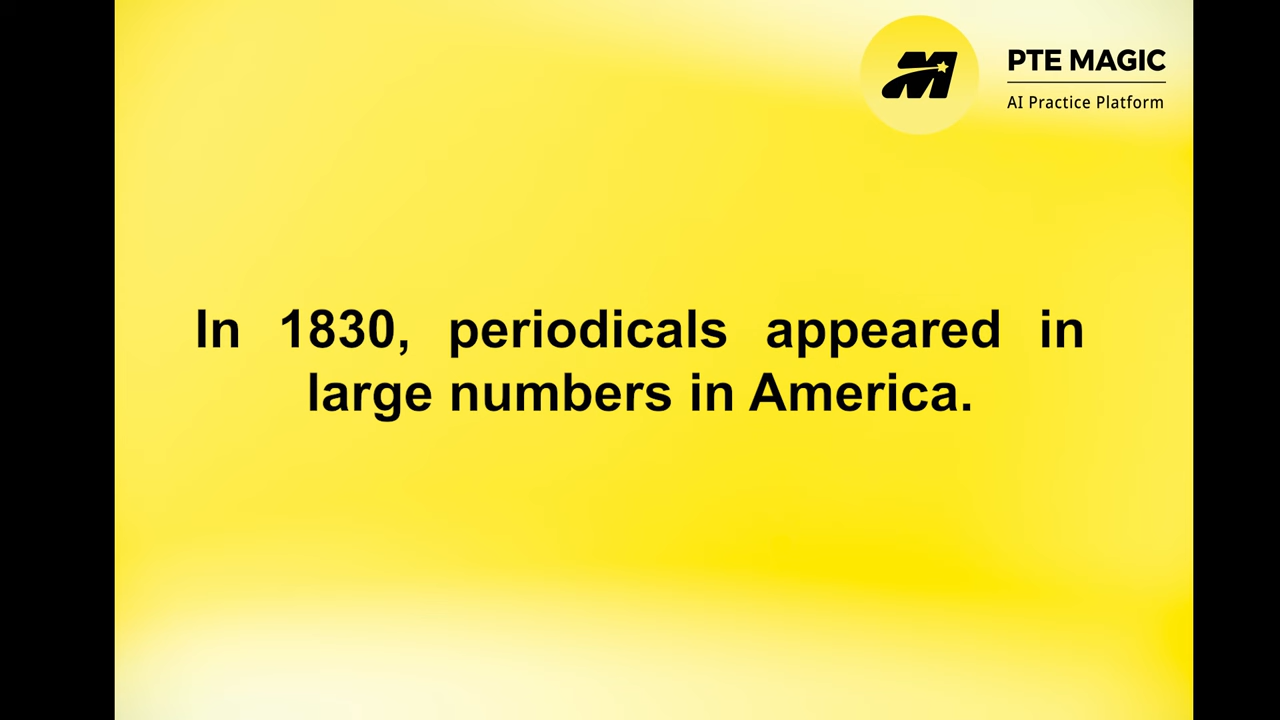 PTE MAGIC
AI Practice Platform
In 1830, periodicals appeared in
large numbers in America.